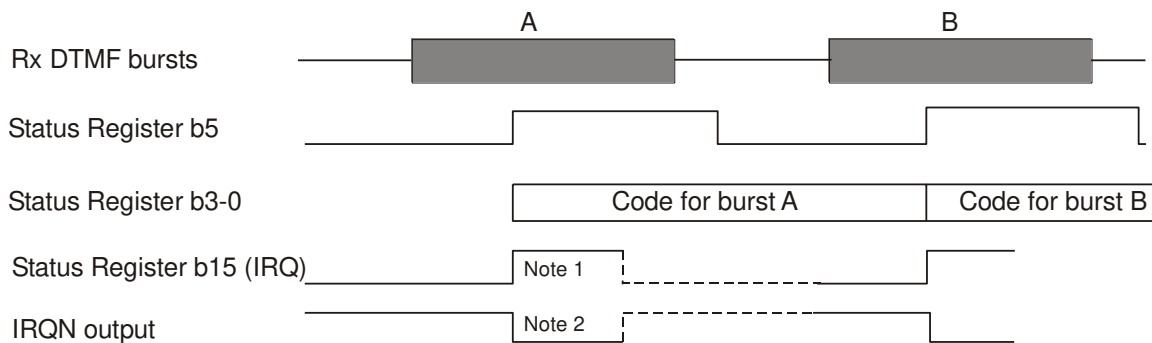 A B
Rx DTMF bursts
Status Register b5
Status Register b3-0 Code for burst A Code for burst B
Status Register b15 (IRQ) Note 1
IRQN output Note 2